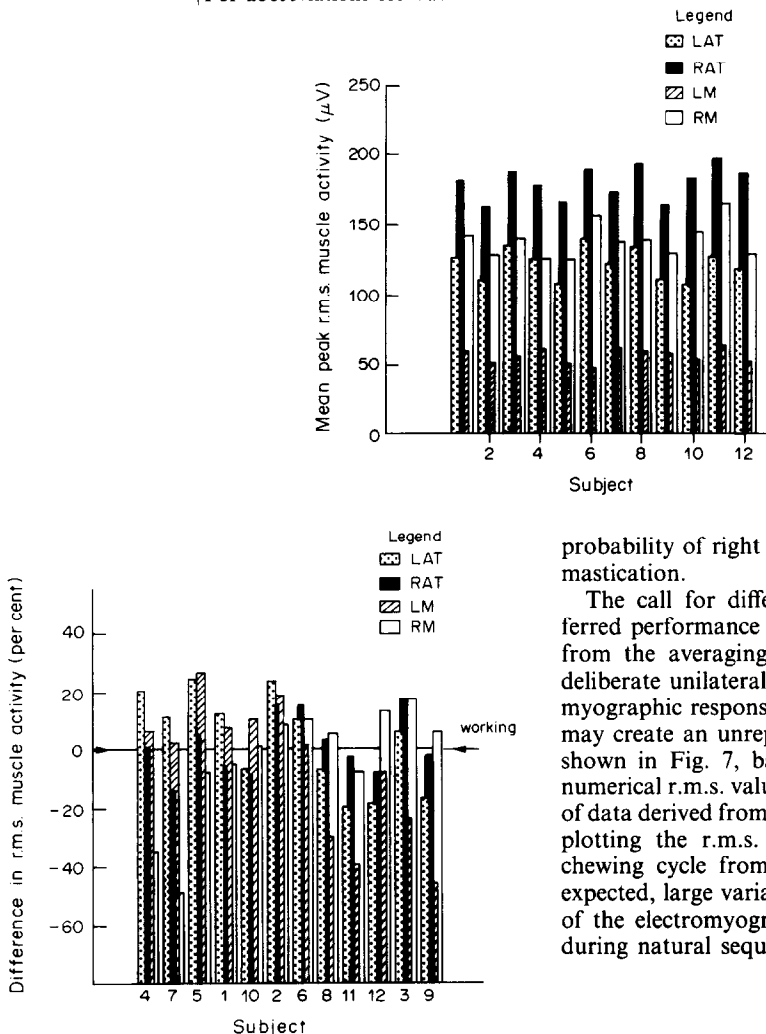 Legend
LAT
RAT
LM
RM
Mean peak r.m.s. muscle activity (μV)
250
200
150
100
50
0
2 4 6 8 10 12
Subject
Legend
LAT
RAT
LM
RM
Difference in r.m.s. muscle activity (per cent)
40
20
0
-20
-40
-60
working
4 7 5 1 10 2 6 8 11 12 3 9
Subject
probability of right
mastication.
The call for diffe
ferred performance
from the averaging
deliberate unilateral
myographic respons
may create an unrep
shown in Fig. 7, ba
numerical r.m.s. valu
of data derived from
plotting the r.m.s.
chewing cycle from
expected, large varia
of the electromyogr
during natural sequ